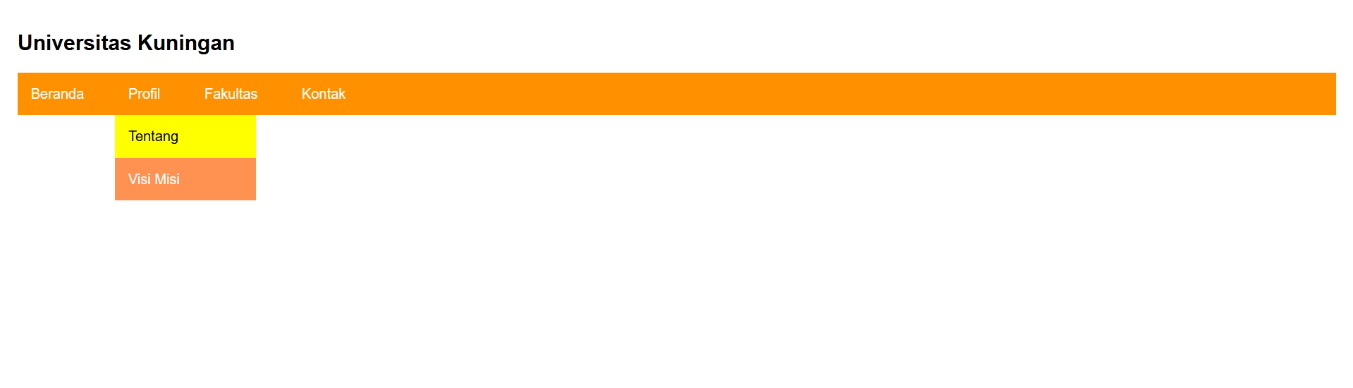 Universitas Kuningan
Beranda Profil Fakultas Kontak
Tentang
Visi Misi